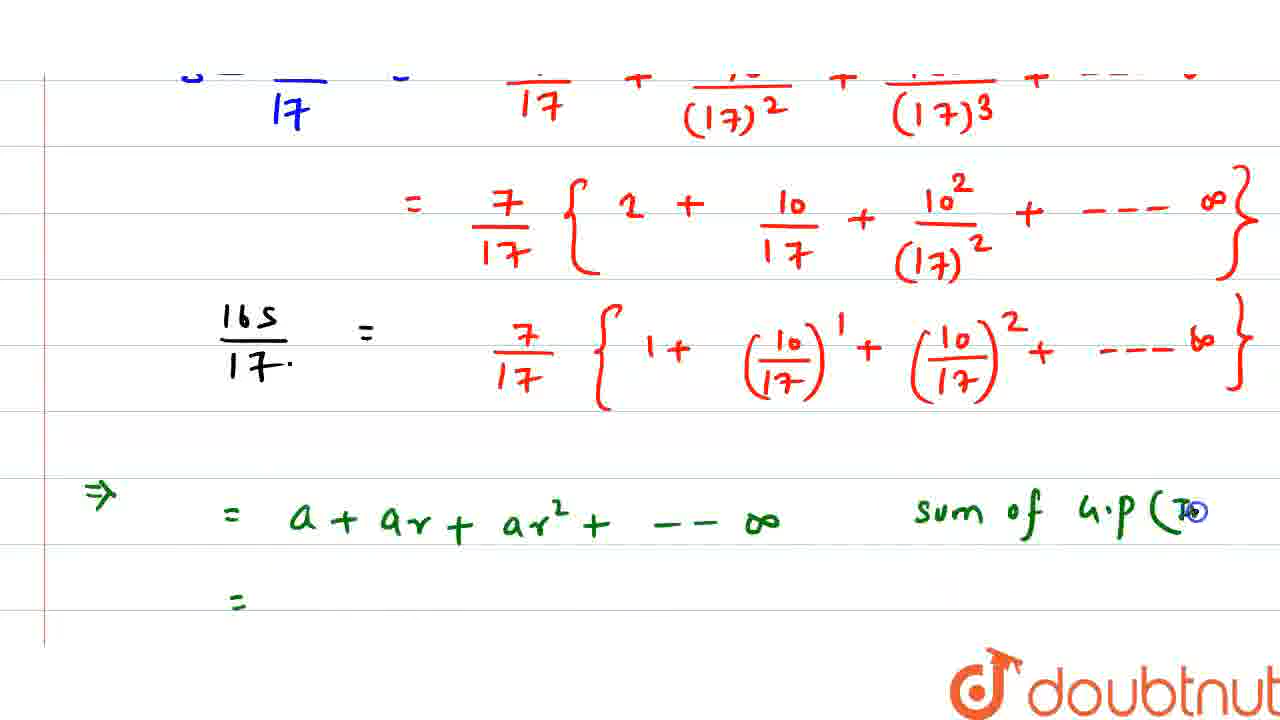 17 17 + (17)² + (17)³ + ---
= 7/17 { 2 + 10/17 + 10²/(17)² + ---- ∞ }
16S/17. = 7/17 { 1 + (10/17)¹ + (10/17)² + ---- ∞ }
⇒ = a + ar + ar² + -- ∞ sum of G.P (
=
doubtnut